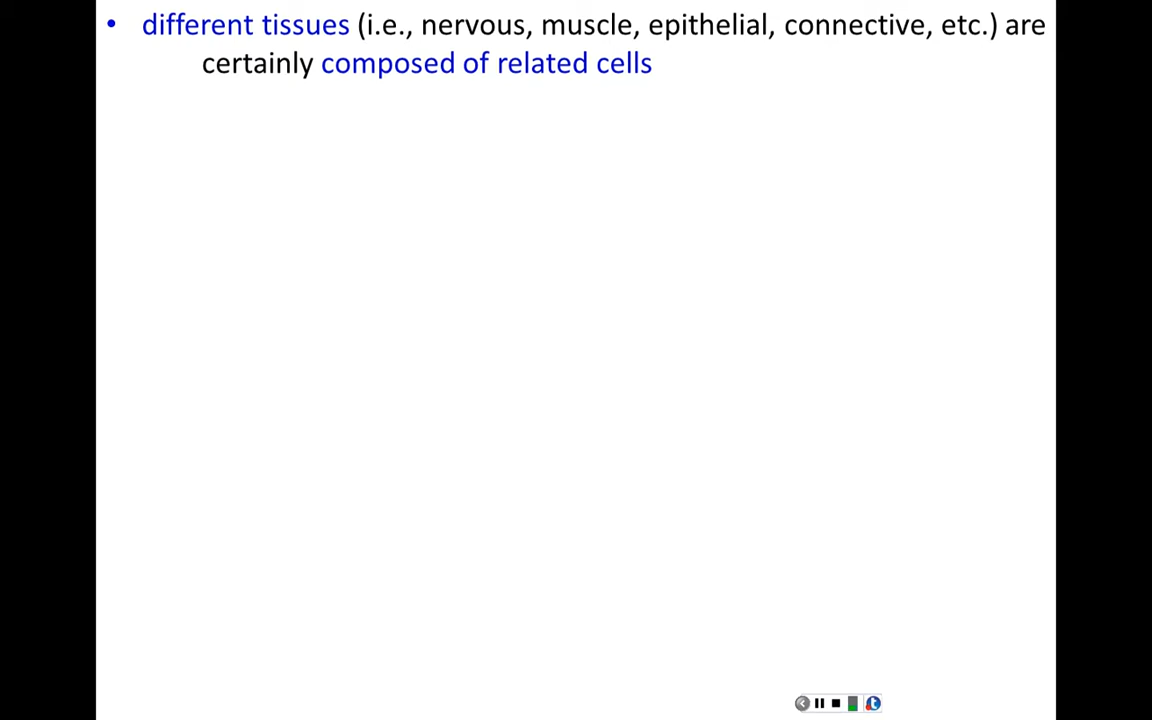 • different tissues (i.e., nervous, muscle, epithelial, connective, etc.) are
certainly composed of related cells